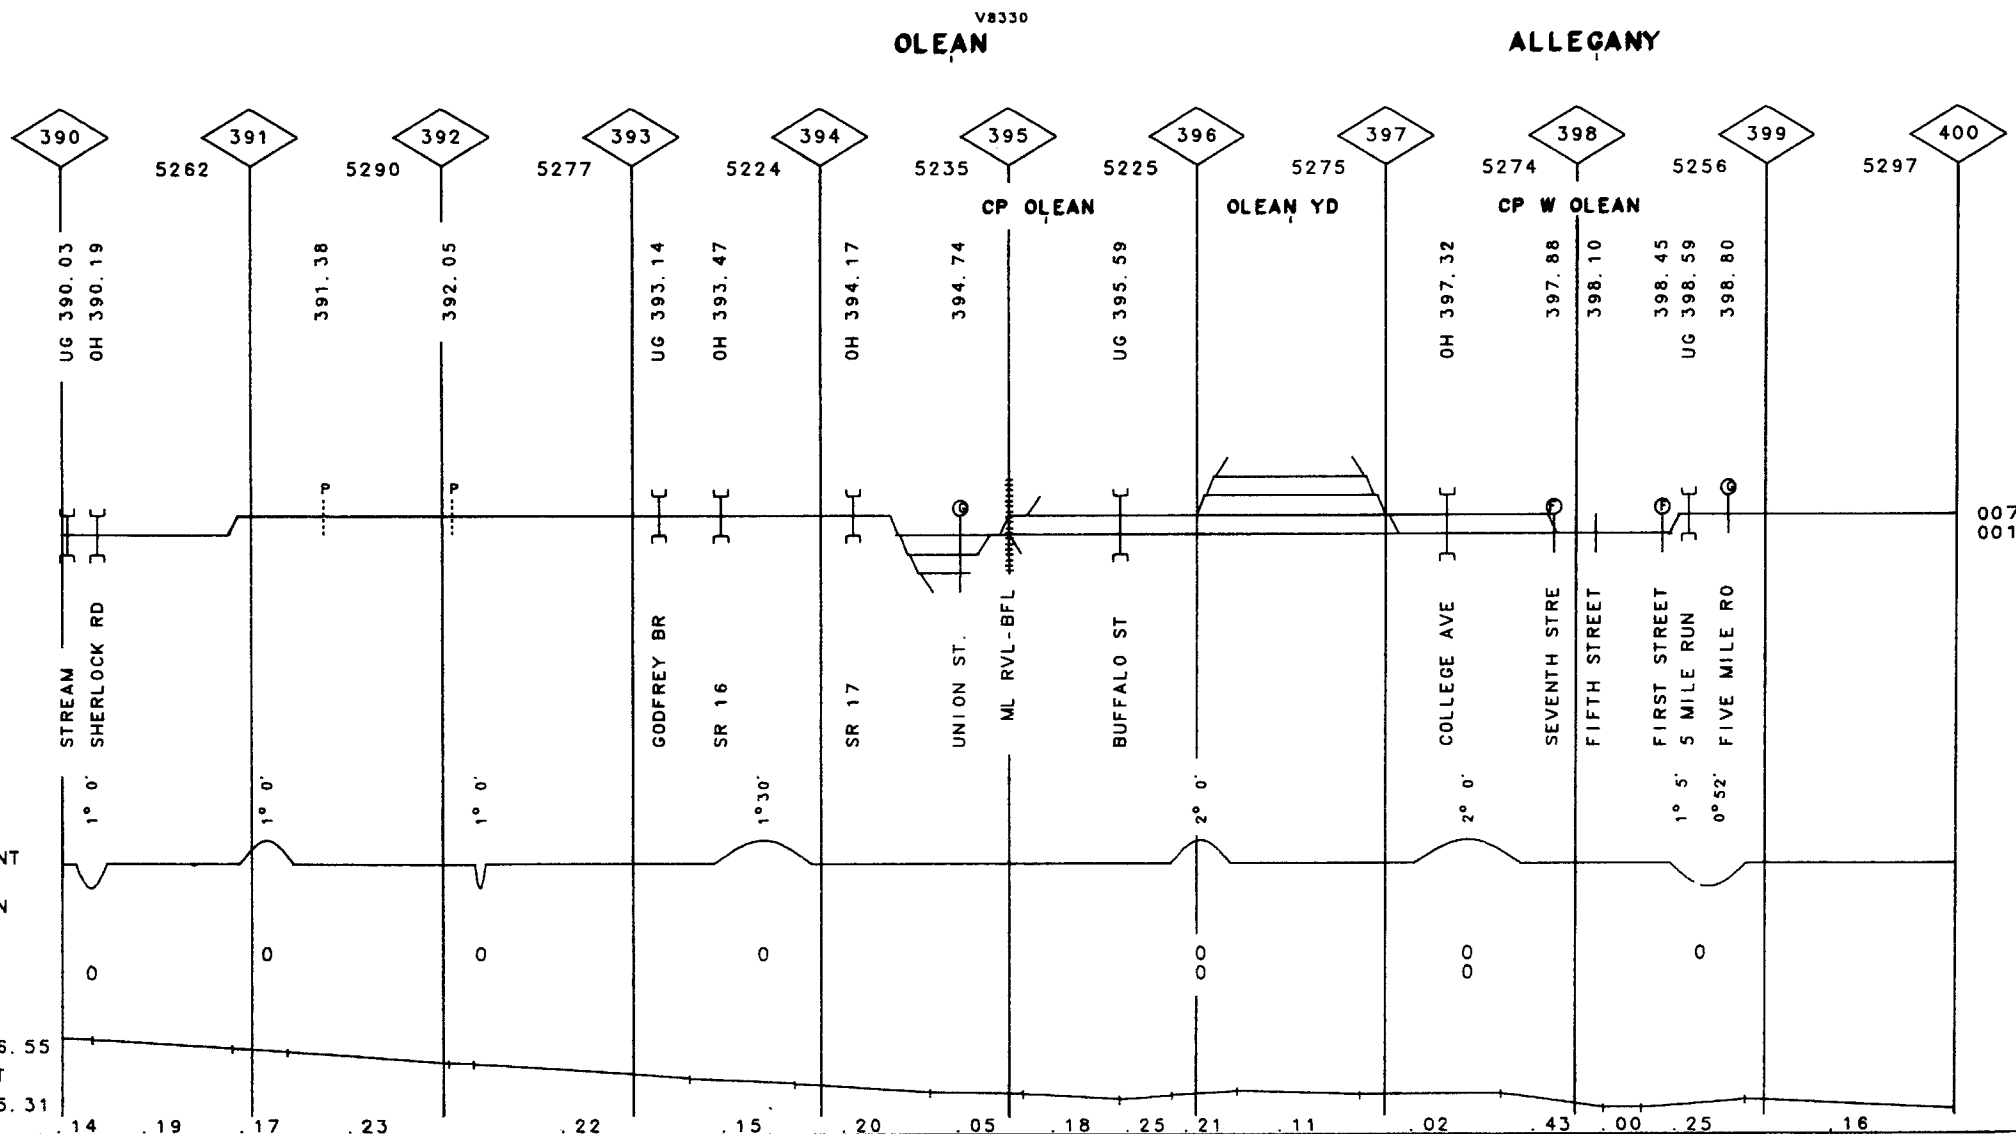 V8330
OLEAN ALLEGANY
390 391 392 393 394 395 396 397 398 399 400
5262 5290 5277 5224 5235 5225 5275 5274 5256 5297
CP OLEAN OLEAN YD CP W OLEAN
UG 390.03
OH 390.19
391.38
392.05
UG 393.14
OH 393.47
OH 394.17
394.74
UG 395.59
OH 397.32
397.88
398.10
398.45
UG 398.59
398.80
P P G F F G
007
001
STREAM
SHERLOCK RD
GODFREY BR
SR 16
SR 17
UNION ST.
ML RVL-BFL
BUFFALO ST
COLLEGE AVE
SEVENTH STRE
FIFTH STREET
FIRST STREET
5 MILE RUN
FIVE MILE RO
1° 0' 1° 0' 1° 0' 1°30' 2° 0' 2° 0' 1° 5' 0°52'
NT
N
0 0 0 0 0 0 0
0 0
6.55
T
5.31
.14 .19 .17 .23 .22 .15 .20 .05 .18 .25 .21 .11 .02 .43 .00 .25 .16